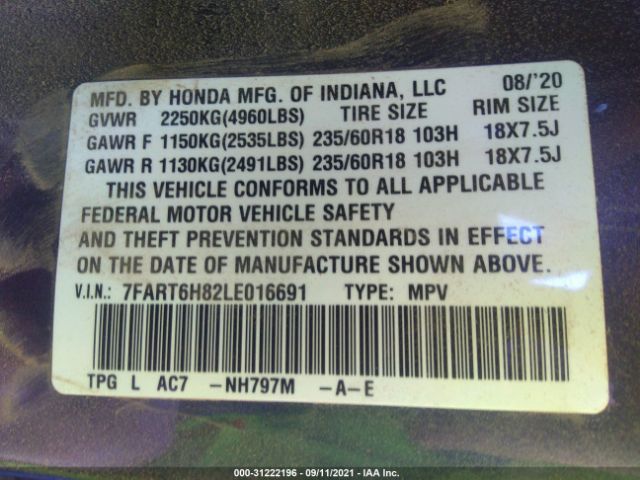 MFD. BY HONDA MFG. OF INDIANA, LLC 08/'20
GVWR 2250KG(4960LBS) TIRE SIZE RIM SIZE
GAWR F 1150KG(2535LBS) 235/60R18 103H 18X7.5J
GAWR R 1130KG(2491LBS) 235/60R18 103H 18X7.5J
THIS VEHICLE CONFORMS TO ALL APPLICABLE
FEDERAL MOTOR VEHICLE SAFETY
AND THEFT PREVENTION STANDARDS IN EFFECT
ON THE DATE OF MANUFACTURE SHOWN ABOVE.
V.I.N.: 7FART6H82LE016691 TYPE: MPV
TPG L AC7 -NH797M -A-E
000-31222196 - 09/11/2021 - IAA Inc.